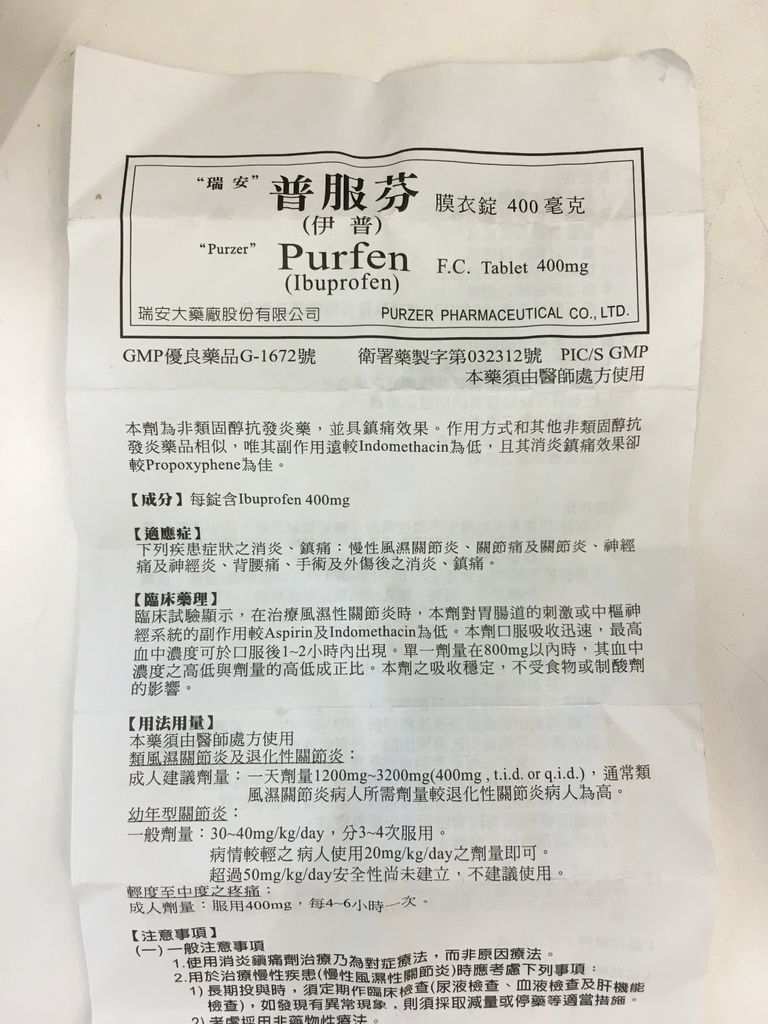 “瑞安” 普服芬 膜衣錠 400毫克
(伊普)
“Purzer” Purfen F.C. Tablet 400mg
(Ibuprofen)
瑞安大藥廠股份有限公司 PURZER PHARMACEUTICAL CO., LTD.
GMP優良藥品G-1672號 衛署藥製字第032312號 PIC/S GMP
本藥須由醫師處方使用
本劑為非類固醇抗發炎藥，並具鎮痛效果。作用方式和其他非類固醇抗
發炎藥品相似，唯其副作用遠較Indomethacin為低，且其消炎鎮痛效果卻
較Propoxyphene為佳。
【成分】每錠含Ibuprofen 400mg
【適應症】
下列疾患症狀之消炎、鎮痛：慢性風濕關節炎、關節痛及關節炎、神經
痛及神經炎、背腰痛、手術及外傷後之消炎、鎮痛。
【臨床藥理】
臨床試驗顯示，在治療風濕性關節炎時，本劑對胃腸道的刺激或中樞神
經系統的副作用較Aspirin及Indomethacin為低。本劑口服吸收迅速，最高
血中濃度可於口服後1~2小時內出現。單一劑量在800mg以內時，其血中
濃度之高低與劑量的高低成正比。本劑之吸收穩定，不受食物或制酸劑
的影響。
【用法用量】
本藥須由醫師處方使用
類風濕關節炎及退化性關節炎：
成人建議劑量：一天劑量1200mg~3200mg(400mg , t.i.d. or q.i.d.)，通常類
風濕關節炎病人所需劑量較退化性關節炎病人為高。
幼年型關節炎：
一般劑量：30~40mg/kg/day，分3~4次服用。
病情較輕之 病人使用20mg/kg/day之劑量即可。
超過50mg/kg/day安全性尚未建立，不建議使用。
輕度至中度之疼痛：
成人劑量：服用400mg，每4~6小時一次。
【注意事項】
(一)一般注意事項
1.使用消炎鎮痛劑治療乃為對症療法，而非原因療法。
2.用於治療慢性疾患(慢性風濕性關節炎)時應考慮下列事項：
1)長期投與時，須定期作臨床檢查(尿液檢查、血液檢查及肝機能
檢查)，如發現有異常現象，則須採取減量或停藥等適當措施。
2)考慮採用非藥物性療法。